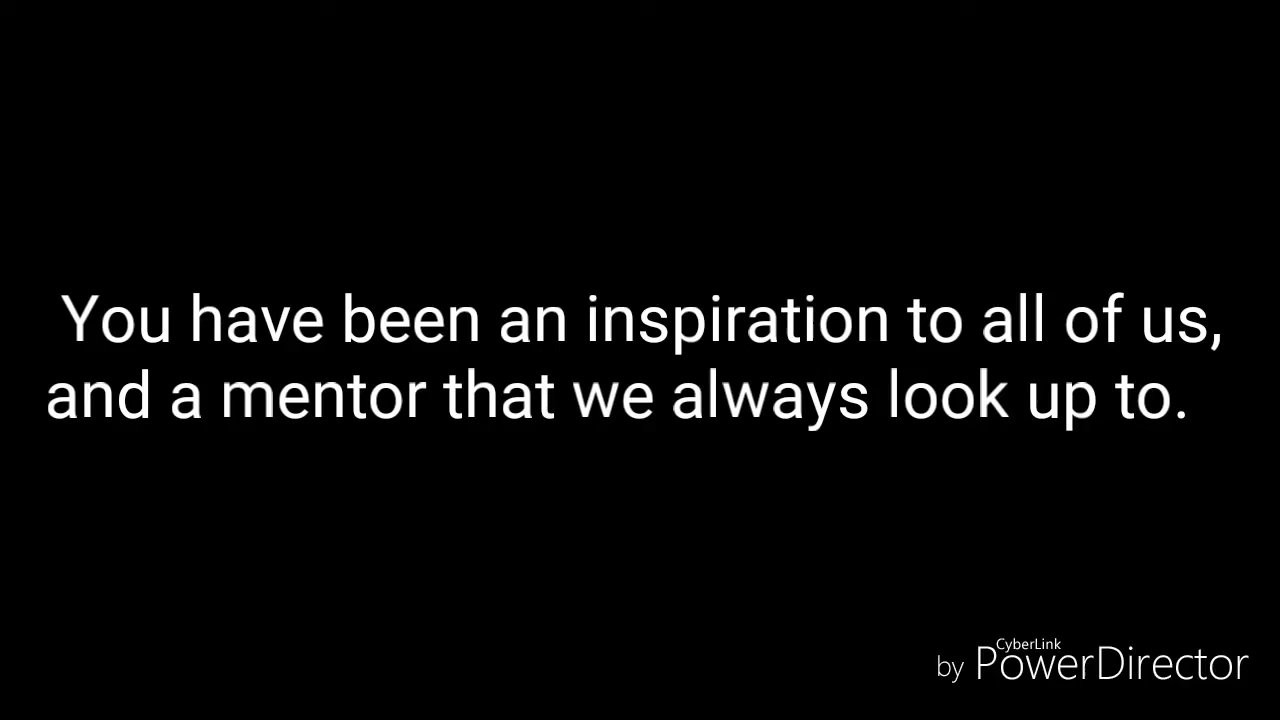 You have been an inspiration to all of us,
and a mentor that we always look up to.
CyberLink
by PowerDirector